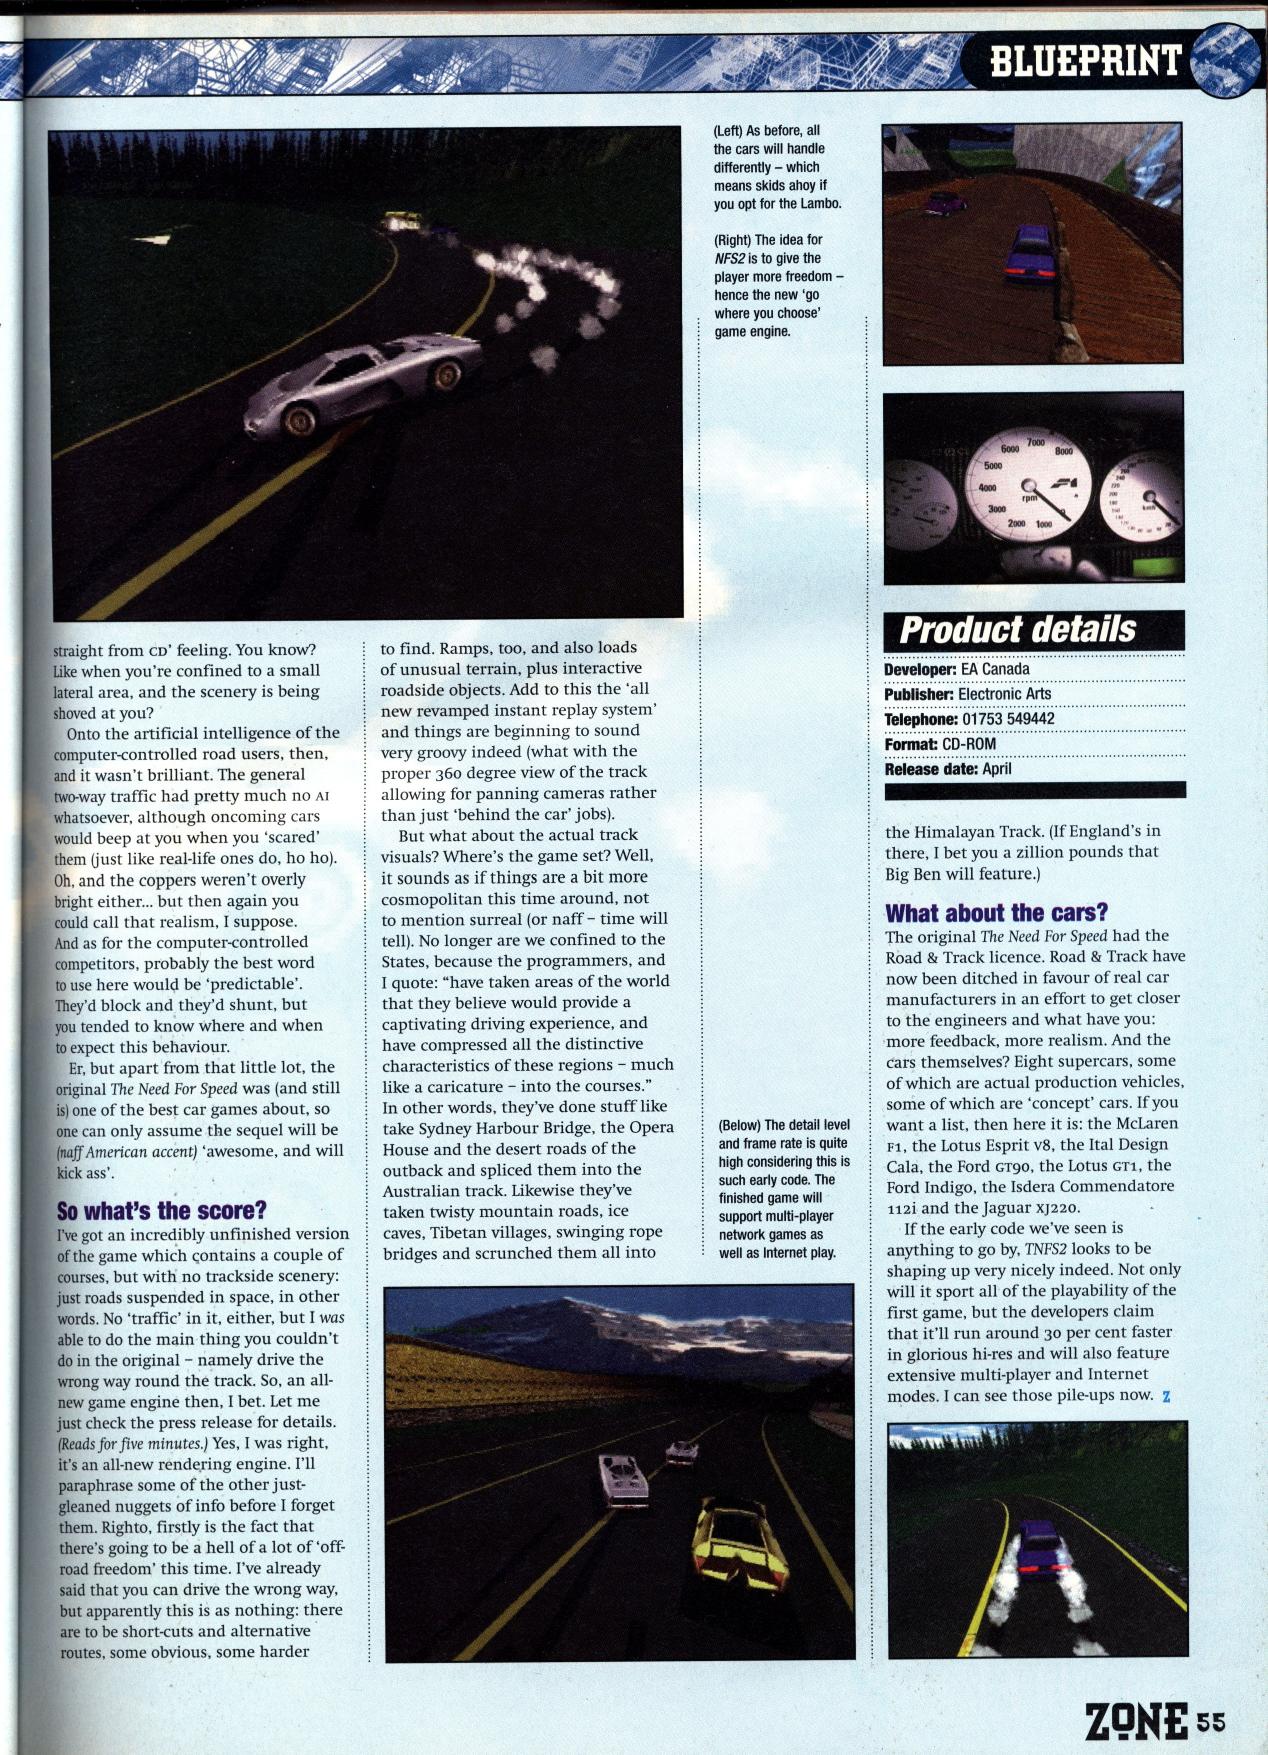 BLUEPRINT
(Left) As before, all
the cars will handle
differently – which
means skids ahoy if
you opt for the Lambo.
(Right) The idea for
NFS2 is to give the
player more freedom –
hence the new ‘go
where you choose’
game engine.
7000
6000
8000
5000
4000
rpm
3000
2000
1000
straight from CD’ feeling. You know?
Like when you’re confined to a small
lateral area, and the scenery is being
shoved at you?
Onto the artificial intelligence of the
computer-controlled road users, then,
and it wasn’t brilliant. The general
two-way traffic had pretty much no AI
whatsoever, although oncoming cars
would beep at you when you ‘scared’
them (just like real-life ones do, ho ho).
Oh, and the coppers weren’t overly
bright either... but then again you
could call that realism, I suppose.
And as for the computer-controlled
competitors, probably the best word
to use here would be ‘predictable’.
They’d block and they’d shunt, but
you tended to know where and when
to expect this behaviour.
Er, but apart from that little lot, the
original The Need For Speed was (and still
is) one of the best car games about, so
one can only assume the sequel will be
(naff American accent) ‘awesome, and will
kick ass’.
So what’s the score?
I’ve got an incredibly unfinished version
of the game which contains a couple of
courses, but with no trackside scenery:
just roads suspended in space, in other
words. No ‘traffic’ in it, either, but I was
able to do the main thing you couldn’t
do in the original – namely drive the
wrong way round the track. So, an all-
new game engine then, I bet. Let me
just check the press release for details.
(Reads for five minutes.) Yes, I was right,
it’s an all-new rendering engine. I’ll
paraphrase some of the other just-
gleaned nuggets of info before I forget
them. Righto, firstly is the fact that
there’s going to be a hell of a lot of ‘off-
road freedom’ this time. I’ve already
said that you can drive the wrong way,
but apparently this is as nothing: there
are to be short-cuts and alternative
routes, some obvious, some harder
to find. Ramps, too, and also loads
of unusual terrain, plus interactive
roadside objects. Add to this the ‘all
new revamped instant replay system’
and things are beginning to sound
very groovy indeed (what with the
proper 360 degree view of the track
allowing for panning cameras rather
than just ‘behind the car’ jobs).
But what about the actual track
visuals? Where’s the game set? Well,
it sounds as if things are a bit more
cosmopolitan this time around, not
to mention surreal (or naff – time will
tell). No longer are we confined to the
States, because the programmers, and
I quote: “have taken areas of the world
that they believe would provide a
captivating driving experience, and
have compressed all the distinctive
characteristics of these regions – much
like a caricature – into the courses.”
In other words, they’ve done stuff like
take Sydney Harbour Bridge, the Opera
House and the desert roads of the
outback and spliced them into the
Australian track. Likewise they’ve
taken twisty mountain roads, ice
caves, Tibetan villages, swinging rope
bridges and scrunched them all into
(Below) The detail level
and frame rate is quite
high considering this is
such early code. The
finished game will
support multi-player
network games as
well as Internet play.
Product details
Developer: EA Canada
Publisher: Electronic Arts
Telephone: 01753 549442
Format: CD-ROM
Release date: April
the Himalayan Track. (If England’s in
there, I bet you a zillion pounds that
Big Ben will feature.)
What about the cars?
The original The Need For Speed had the
Road & Track licence. Road & Track have
now been ditched in favour of real car
manufacturers in an effort to get closer
to the engineers and what have you:
more feedback, more realism. And the
cars themselves? Eight supercars, some
of which are actual production vehicles,
some of which are ‘concept’ cars. If you
want a list, then here it is: the McLaren
F1, the Lotus Esprit V8, the Ital Design
Cala, the Ford GT90, the Lotus GT1, the
Ford Indigo, the Isdera Commendatore
112i and the Jaguar XJ220.
If the early code we’ve seen is
anything to go by, TNFS2 looks to be
shaping up very nicely indeed. Not only
will it sport all of the playability of the
first game, but the developers claim
that it’ll run around 30 per cent faster
in glorious hi-res and will also feature
extensive multi-player and Internet
modes. I can see those pile-ups now. Z
ZONE 55